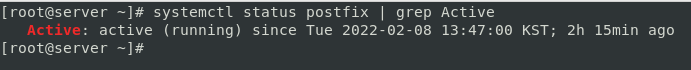 [root@server ~]# systemctl status postfix | grep Active
   Active: active (running) since Tue 2022-02-08 13:47:00 KST; 2h 15min ago
[root@server ~]#